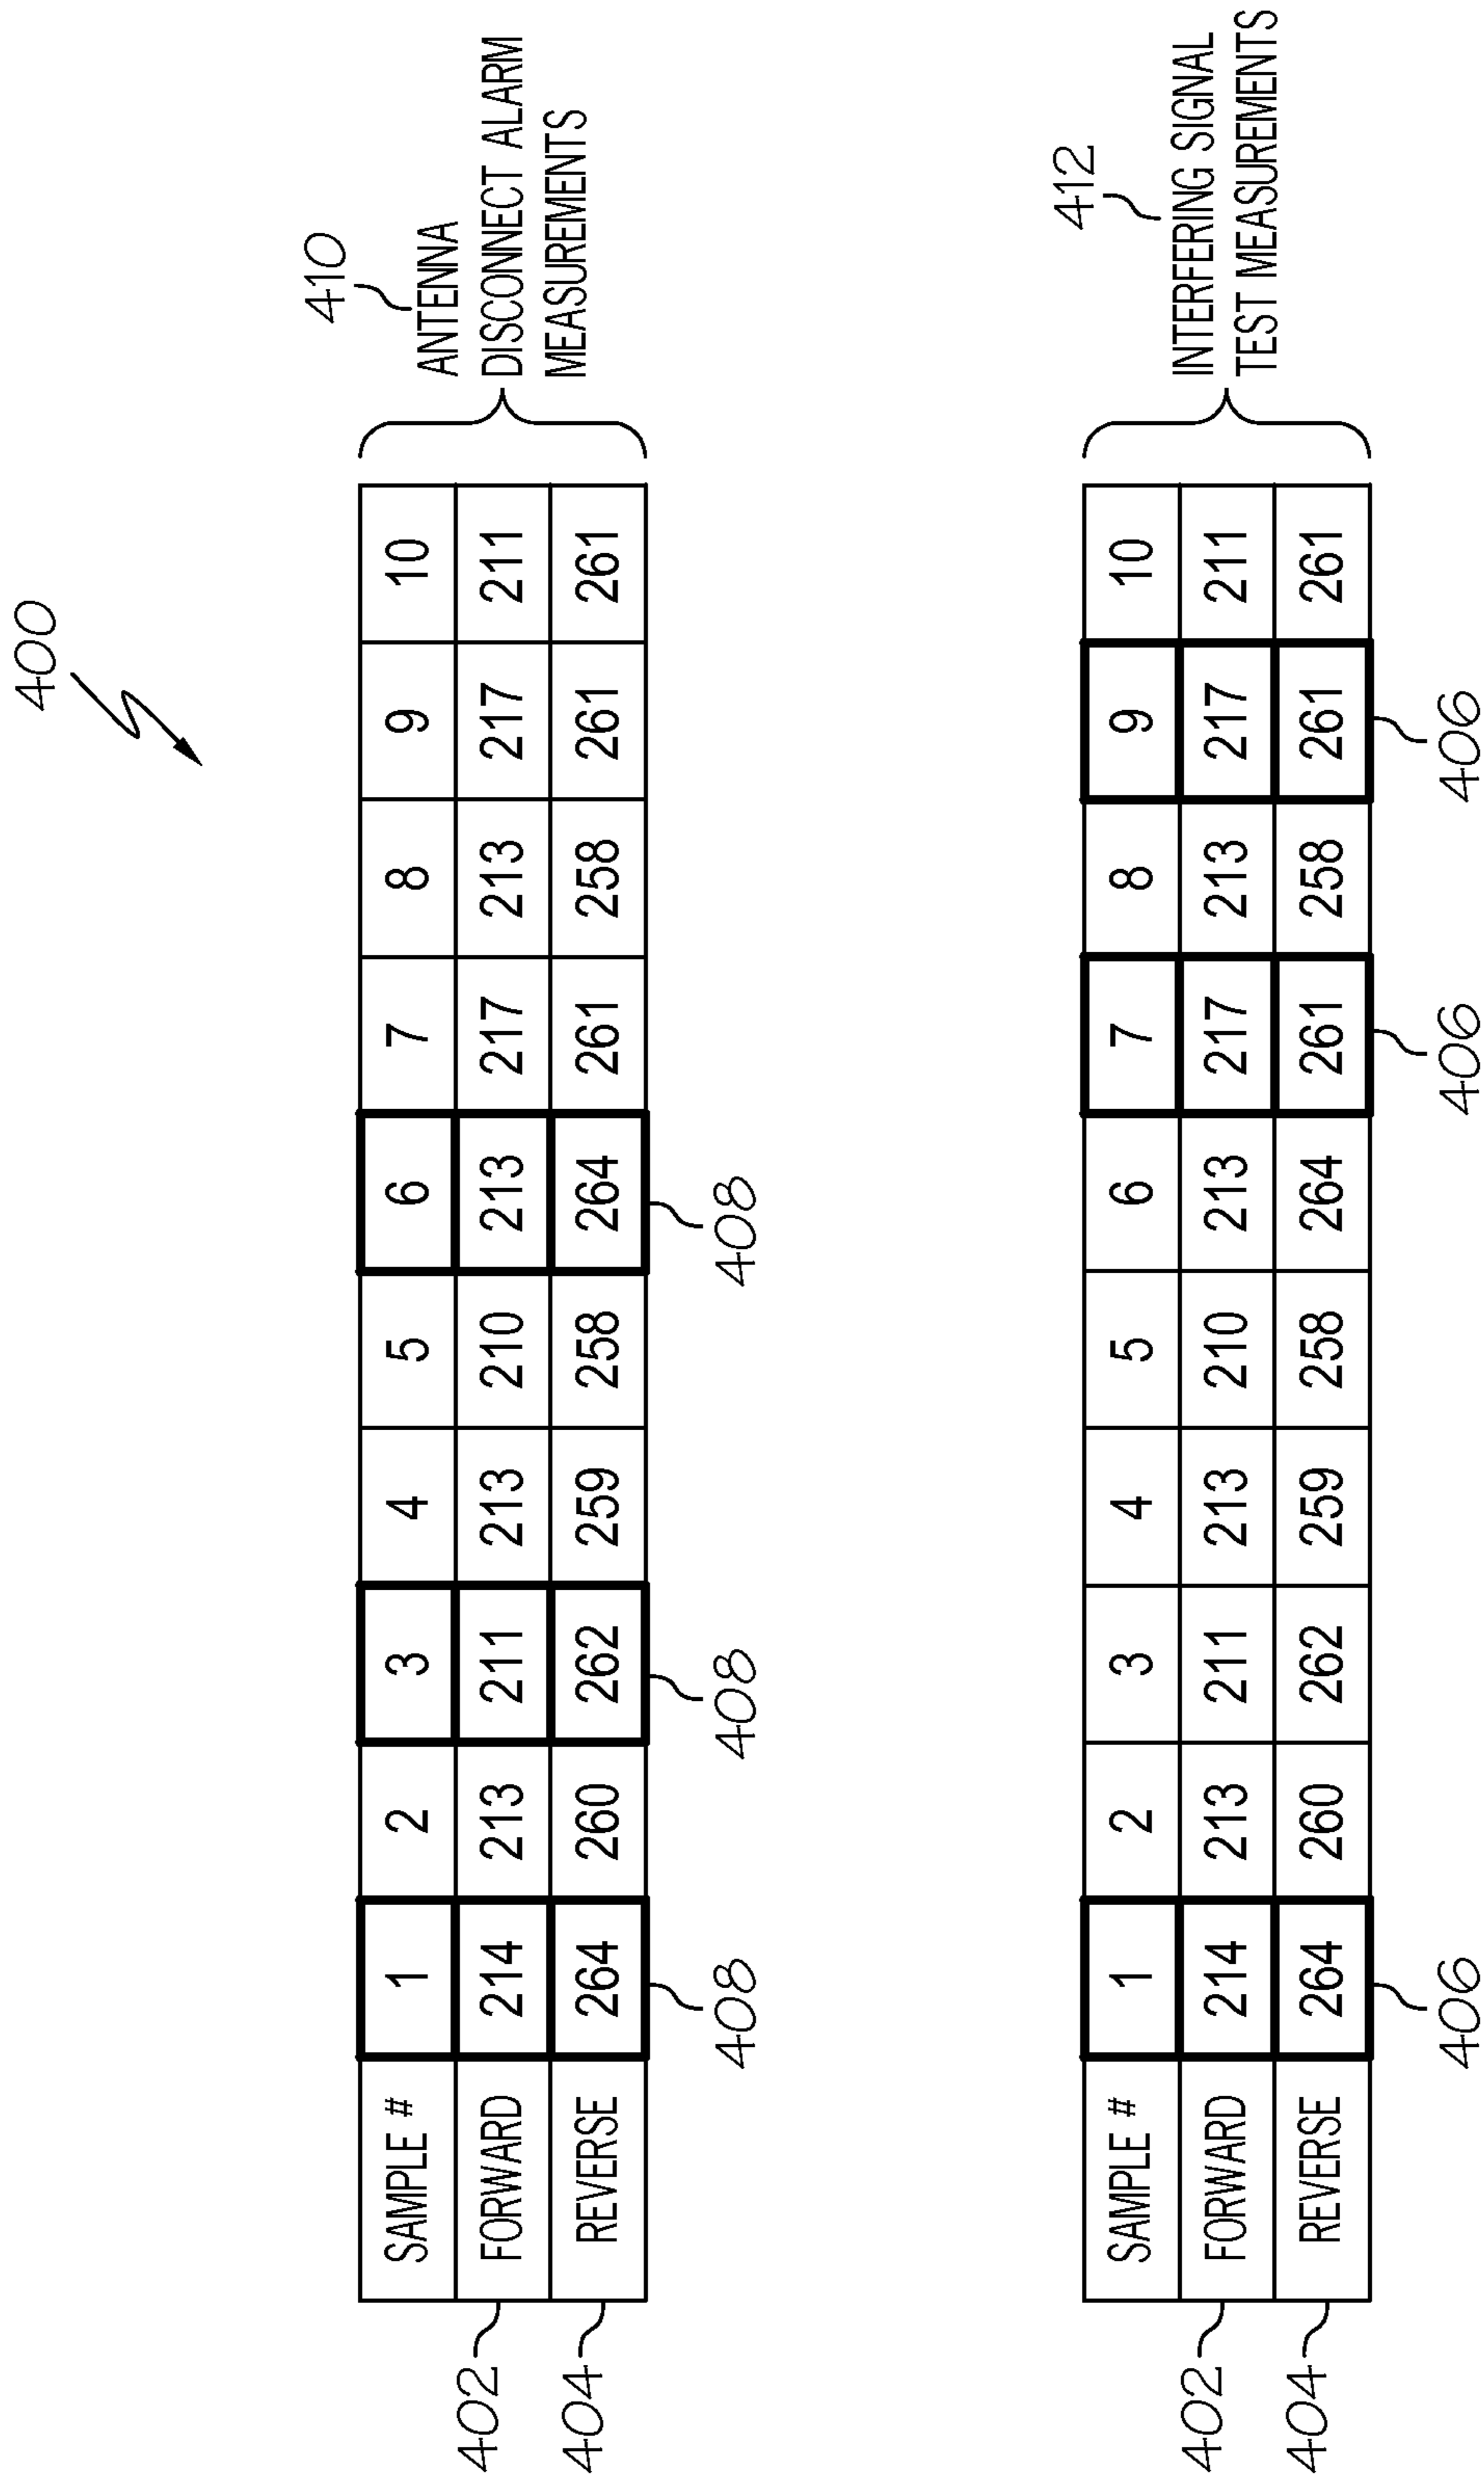 400
410
ANTENNA
DISCONNECT ALARM
MEASUREMENTS
SAMPLE # 1 2 3 4 5 6 7 8 9 10
402 FORWARD 214 213 211 213 210 213 217 213 217 211
404 REVERSE 264 260 262 259 258 264 261 258 261 261
408 408 408
412
INTERFERING SIGNAL
TEST MEASUREMENTS
SAMPLE # 1 2 3 4 5 6 7 8 9 10
402 FORWARD 214 213 211 213 210 213 217 213 217 211
404 REVERSE 264 260 262 259 258 264 261 258 261 261
406 406 406